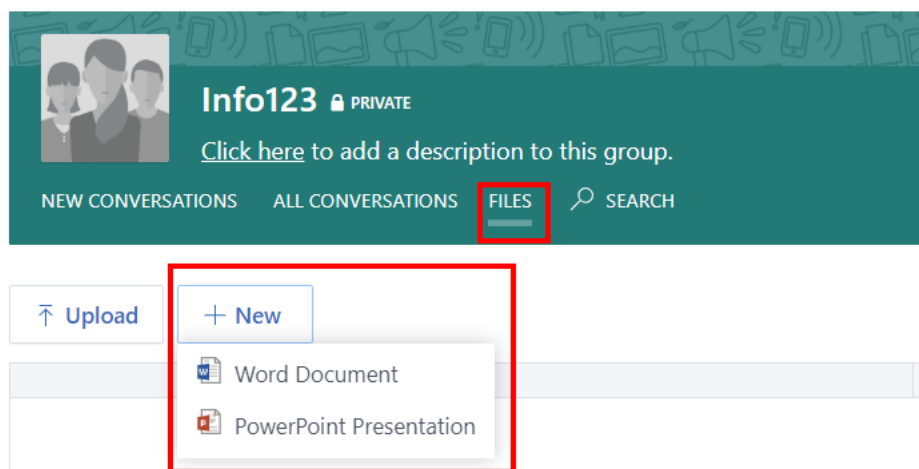 Info123 PRIVATE
Click here to add a description to this group.
NEW CONVERSATIONS ALL CONVERSATIONS FILES SEARCH
Upload + New
Word Document
PowerPoint Presentation